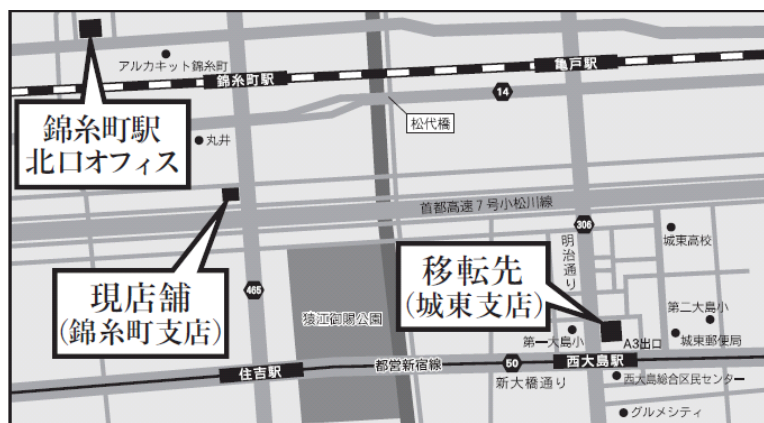 アルカキット錦糸町
錦糸町駅
亀戸駅
錦糸町駅
北口オフィス
14
松代橋
丸井
首都高速7号小松川線
306
明治通り
城東高校
現店舗
(錦糸町支店)
465
猿江恩賜公園
移転先
(城東支店)
第二大島小
第一大島小
A3出口
城東郵便局
都営新宿線
住吉駅
50
西大島駅
新大橋通り
西大島総合区民センター
グルメシティ